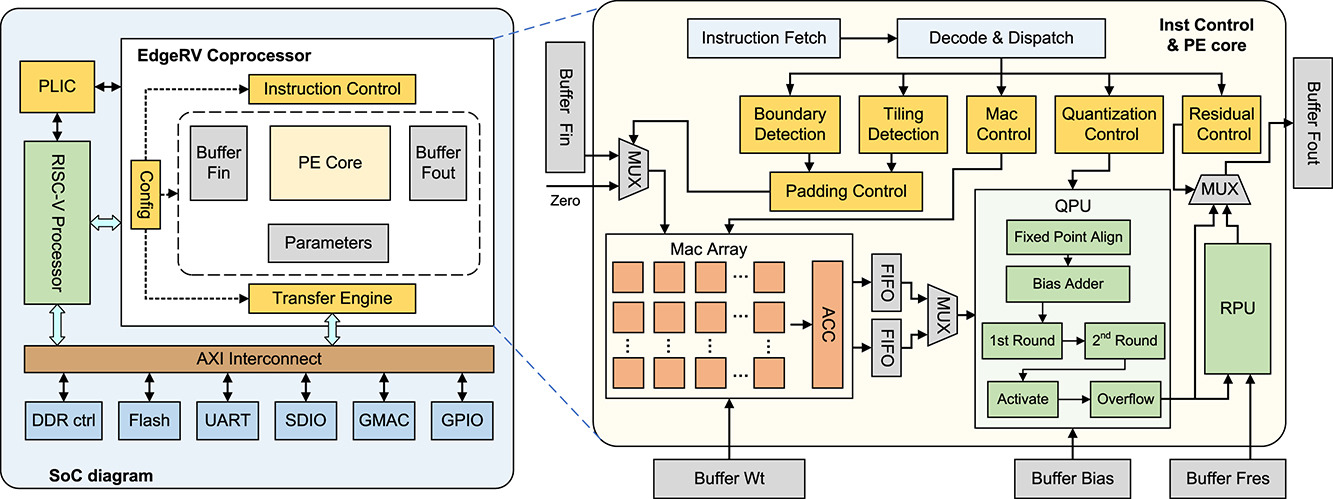 EdgeRV Coprocessor
PLIC
Instruction Control
RISC-V Processor
Config
Buffer
Fin
PE Core
Buffer
Fout
Parameters
Transfer Engine
AXI Interconnect
DDR ctrl
Flash
UART
SDIO
GMAC
GPIO
SoC diagram
Inst Control
& PE core
Instruction Fetch
Decode & Dispatch
Buffer Fin
Buffer Fout
Boundary
Detection
Tiling
Detection
Mac
Control
Quantization
Control
Residual
Control
MUX
Zero
Padding Control
MUX
Mac Array
...
...
...
...
...
...
ACC
FIFO
FIFO
MUX
QPU
Fixed Point Align
Bias Adder
1st Round
2nd Round
Activate
Overflow
RPU
Buffer Wt
Buffer Bias
Buffer Fres